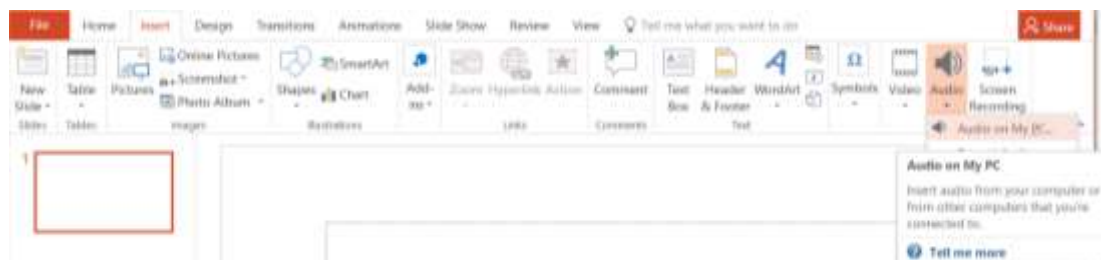 File Home Insert Design Transitions Animations Slide Show Review View Tell me what you want to do Share
Online Pictures SmartArt
New Table Pictures Screenshot Shapes Add- Zoom Hyperlink Action Comment Text Header WordArt Symbols Video Audio Screen
Slide Photo Album Chart ins Box & Footer Recording
Slides Tables Images Illustrations Links Comments Text
Audio on My PC...
1
Audio on My PC
Insert audio from your computer or
from other computers that you're
connected to.
Tell me more